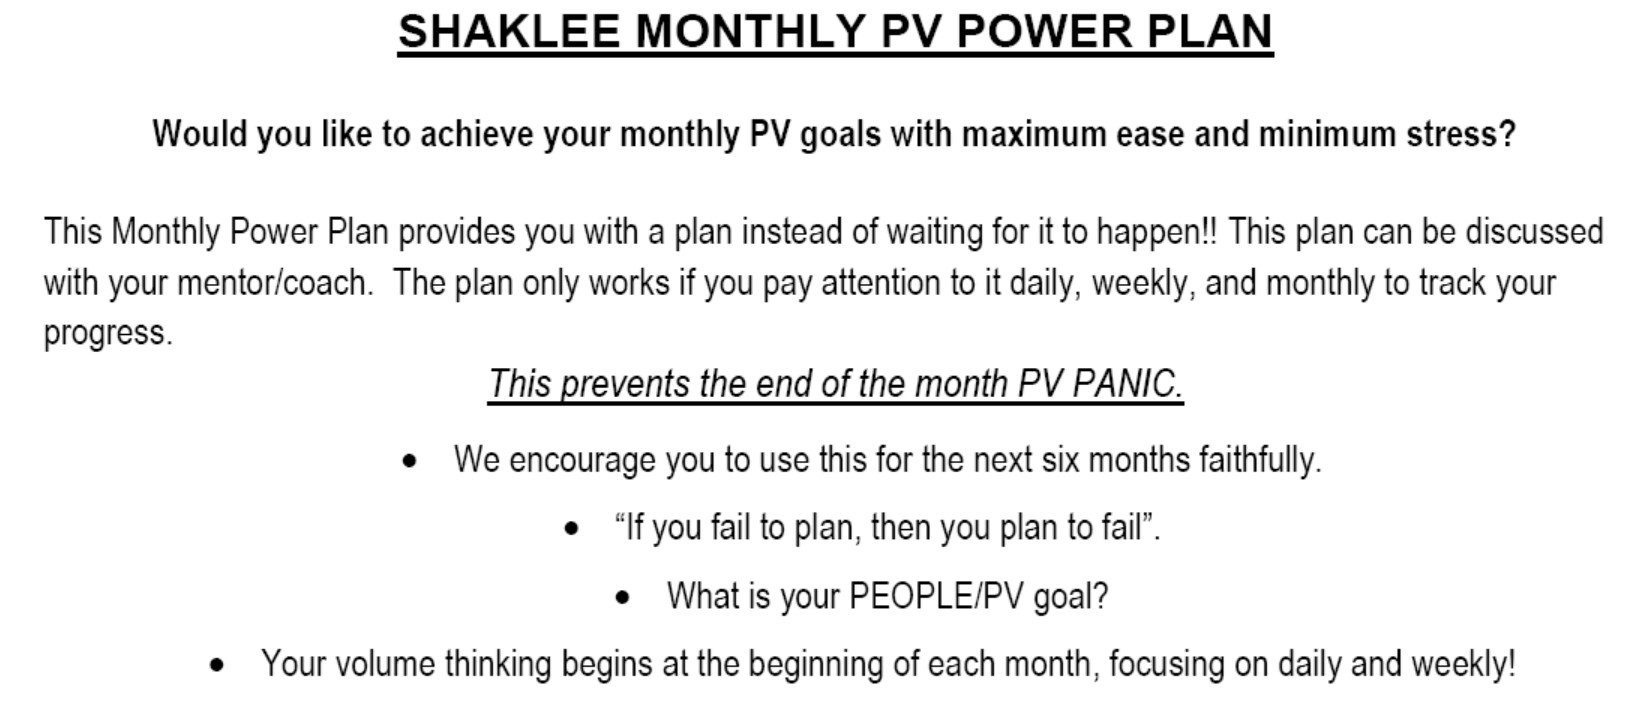 SHAKLEE MONTHLY PV POWER PLAN
Would you like to achieve your monthly PV goals with maximum ease and minimum stress?
This Monthly Power Plan provides you with a plan instead of waiting for it to happen!! This plan can be discussed
with your mentor/coach.  The plan only works if you pay attention to it daily, weekly, and monthly to track your
progress.
This prevents the end of the month PV PANIC.
• We encourage you to use this for the next six months faithfully.
• “If you fail to plan, then you plan to fail”.
• What is your PEOPLE/PV goal?
• Your volume thinking begins at the beginning of each month, focusing on daily and weekly!